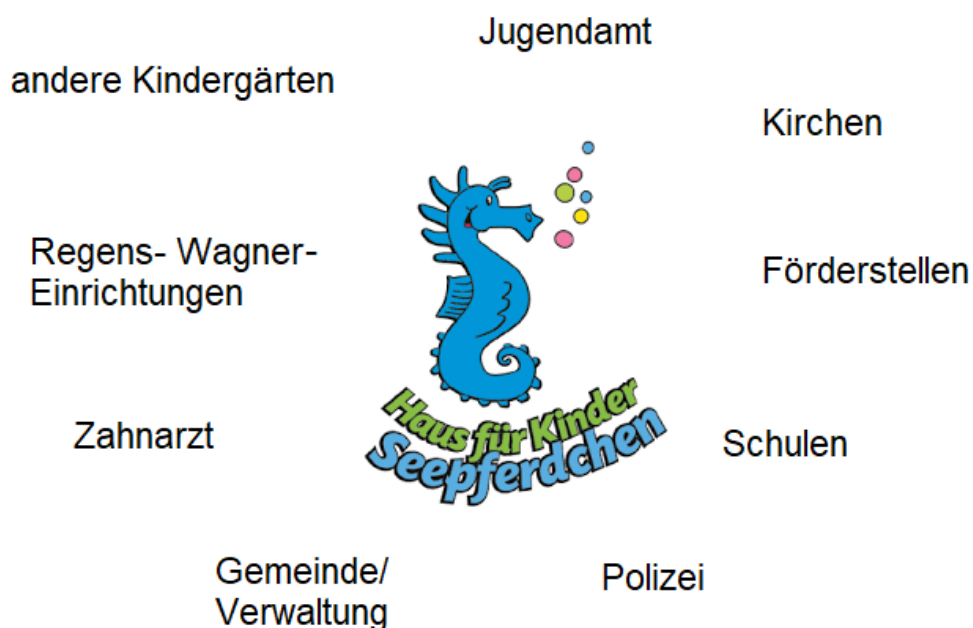 Jugendamt
andere Kindergärten
Kirchen
Regens- Wagner-
Einrichtungen
Förderstellen
Haus für Kinder
Seepferdchen
Zahnarzt
Schulen
Gemeinde/
Verwaltung
Polizei